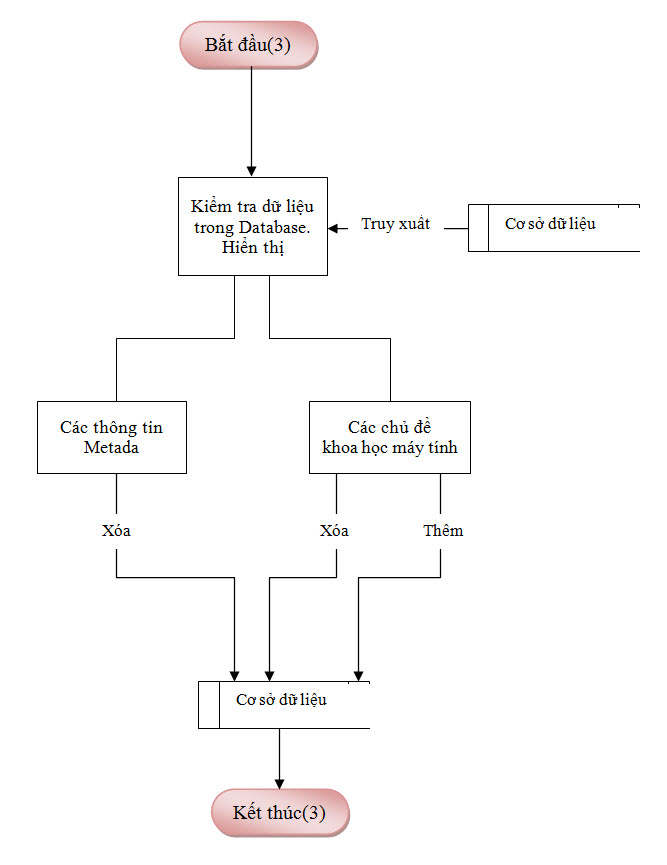 Bắt đầu(3)
Kiểm tra dữ liệu
trong Database.
Hiển thị
Truy xuất
Cơ sở dữ liệu
Các thông tin
Metada
Các chủ đề
khoa học máy tính
Xóa
Xóa
Thêm
Cơ sở dữ liệu
Kết thúc(3)